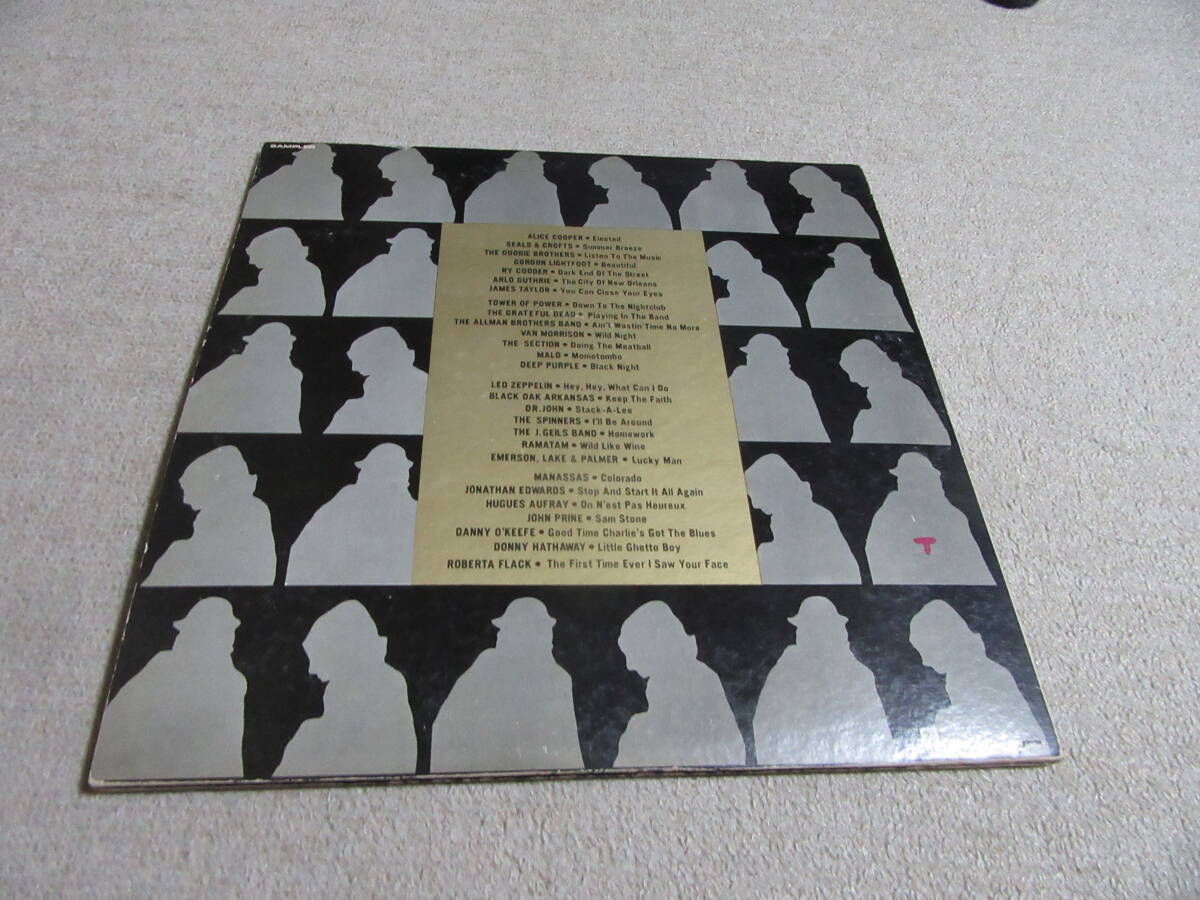 SAMPLER
ALICE COOPER • Elected
SEALS & CROFTS • Summer Breeze
THE DOOBIE BROTHERS • Listen To The Music
GORDON LIGHTFOOT • Beautiful
RY COODER • Dark End Of The Street
ARLO GUTHRIE • The City Of New Orleans
JAMES TAYLOR • You Can Close Your Eyes
TOWER OF POWER • Down To The Nightclub
THE GRATEFUL DEAD • Playing In The Band
THE ALLMAN BROTHERS BAND • Ain't Wastin' Time No More
VAN MORRISON • Wild Night
THE SECTION • Doing The Meatball
MALO • Momotombo
DEEP PURPLE • Black Night
LED ZEPPELIN • Hey, Hey, What Can I Do
BLACK OAK ARKANSAS • Keep The Faith
DR. JOHN • Stack-A-Lee
THE SPINNERS • I'll Be Around
THE J. GEILS BAND • Homework
RAMATAM • Wild Like Wine
EMERSON, LAKE & PALMER • Lucky Man
MANASSAS • Colorado
JONATHAN EDWARDS • Stop And Start It All Again
HUGUES AUFRAY • On N'est Pas Heureux
JOHN PRINE • Sam Stone
DANNY O'KEEFE • Good Time Charlie's Got The Blues
DONNY HATHAWAY • Little Ghetto Boy
ROBERTA FLACK • The First Time Ever I Saw Your Face
T